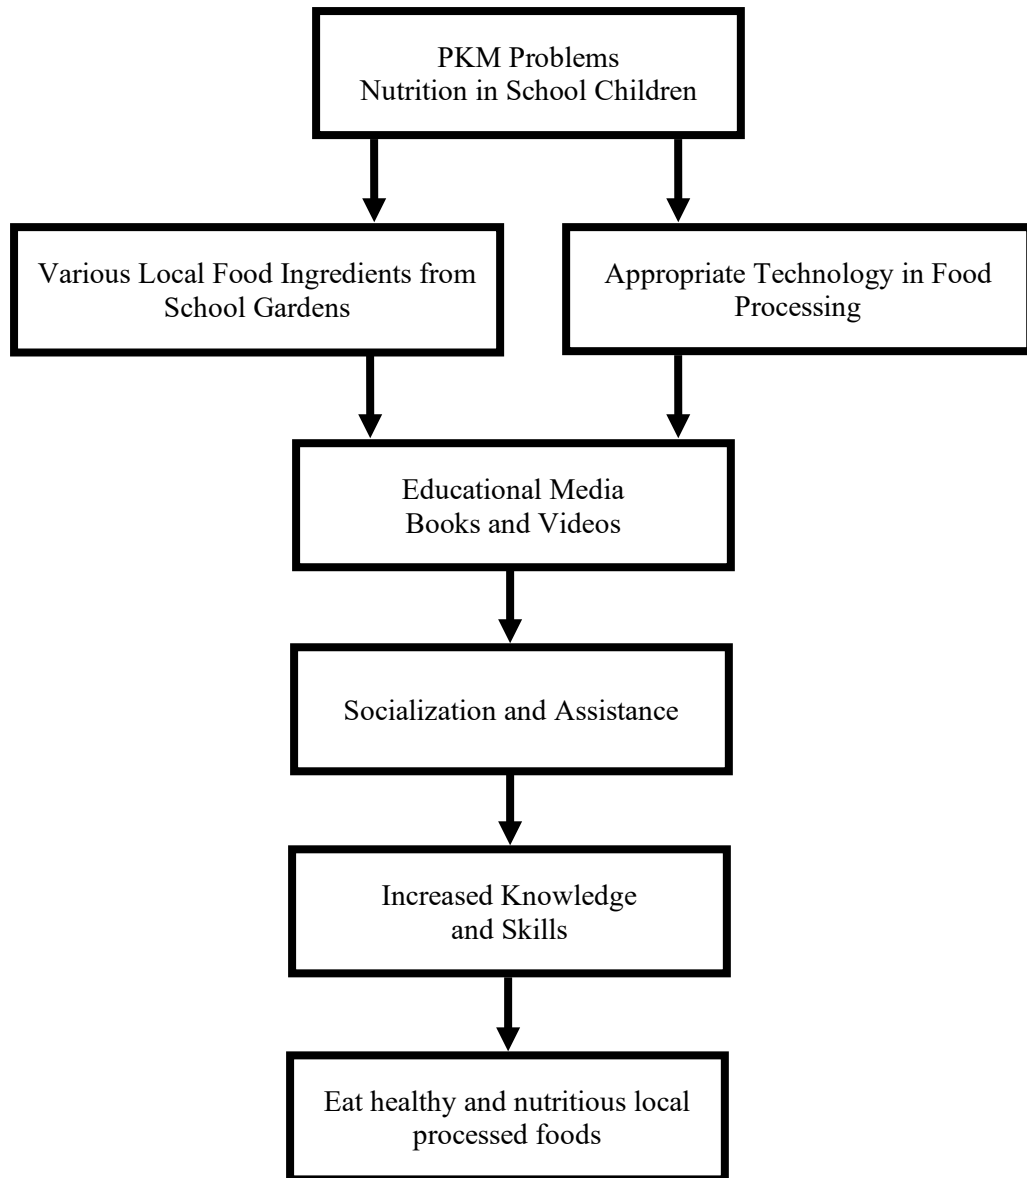 PKM Problems
Nutrition in School Children
Various Local Food Ingredients from
School Gardens
Appropriate Technology in Food
Processing
Educational Media
Books and Videos
Socialization and Assistance
Increased Knowledge
and Skills
Eat healthy and nutritious local
processed foods